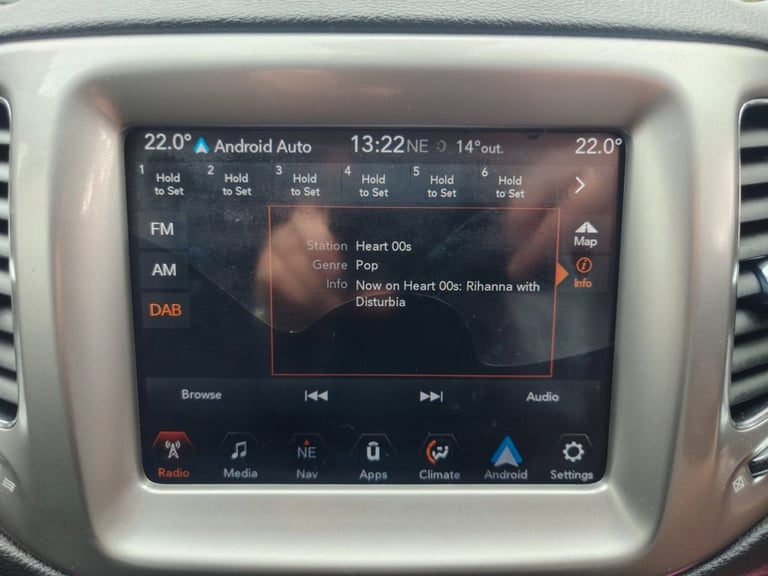 22.0° Android Auto 13:22 NE 14°out. 22.0°
1 Hold to Set
2 Hold to Set
3 Hold to Set
4 Hold to Set
5 Hold to Set
6 Hold to Set
FM
AM
DAB
Station Heart 00s
Genre Pop
Info Now on Heart 00s: Rihanna with
Disturbia
Map
Info
Browse Audio
NE
Radio Media Nav Apps Climate Android Settings